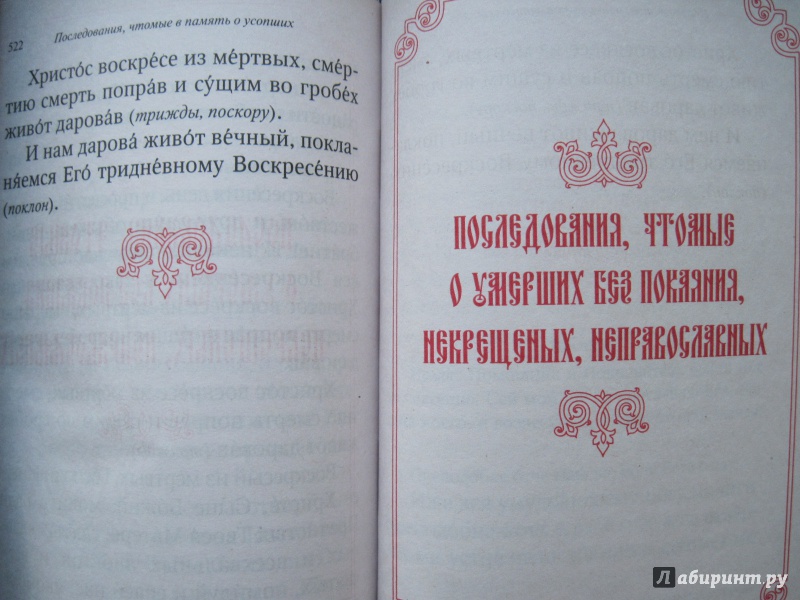 522
Последования, чтомые в память о усопших
Христо́с воскре́се из ме́ртвых, сме́р-
тию смерть попра́в и су́щим во гробе́х
живо́т дарова́в (трижды, поскору).
И нам дарова́ живо́т ве́чный, покла-
ня́емся Его́ тридне́вному Воскресе́нию
(поклон).
ПОСЛЕДОВАНИЯ, ЧТОМЫЕ
О УМЕРШИХ БЕЗ ПОКАЯНИЯ,
НЕКРЕЩЕНЫХ, НЕПРАВОСЛАВНЫХ
Лабиринт.ру